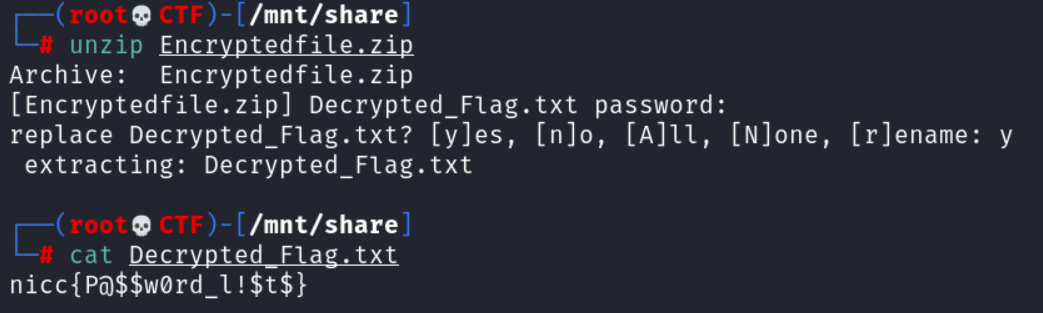 ┌──(root💀CTF)-[/mnt/share]
└─# unzip Encryptedfile.zip
Archive:  Encryptedfile.zip
[Encryptedfile.zip] Decrypted_Flag.txt password:
replace Decrypted_Flag.txt? [y]es, [n]o, [A]ll, [N]one, [r]ename: y
 extracting: Decrypted_Flag.txt
┌──(root💀CTF)-[/mnt/share]
└─# cat Decrypted_Flag.txt
nicc{P@$$w0rd_l!$t$}